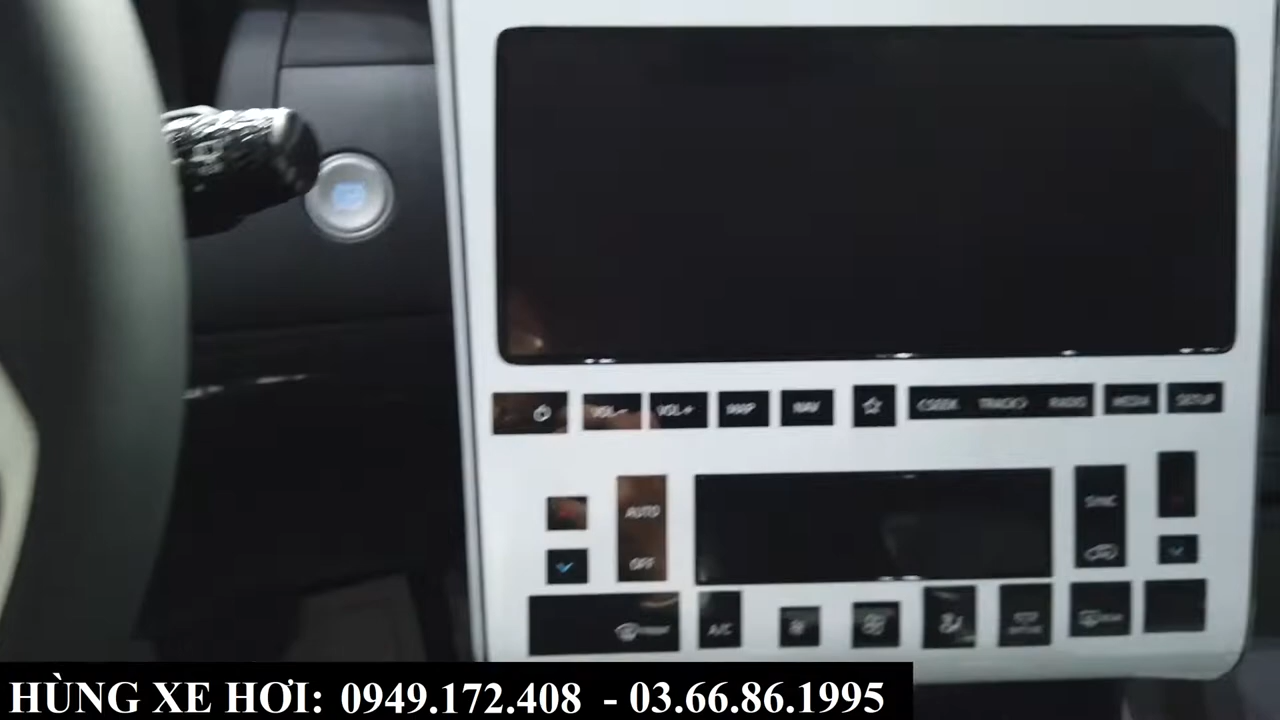 VOL- VOL+ MAP NAV <SEEK TRACK> RADIO MEDIA SETUP
AUTO SYNC
OFF
A/C
HÙNG XE HƠI: 0949.172.408 - 03.66.86.1995